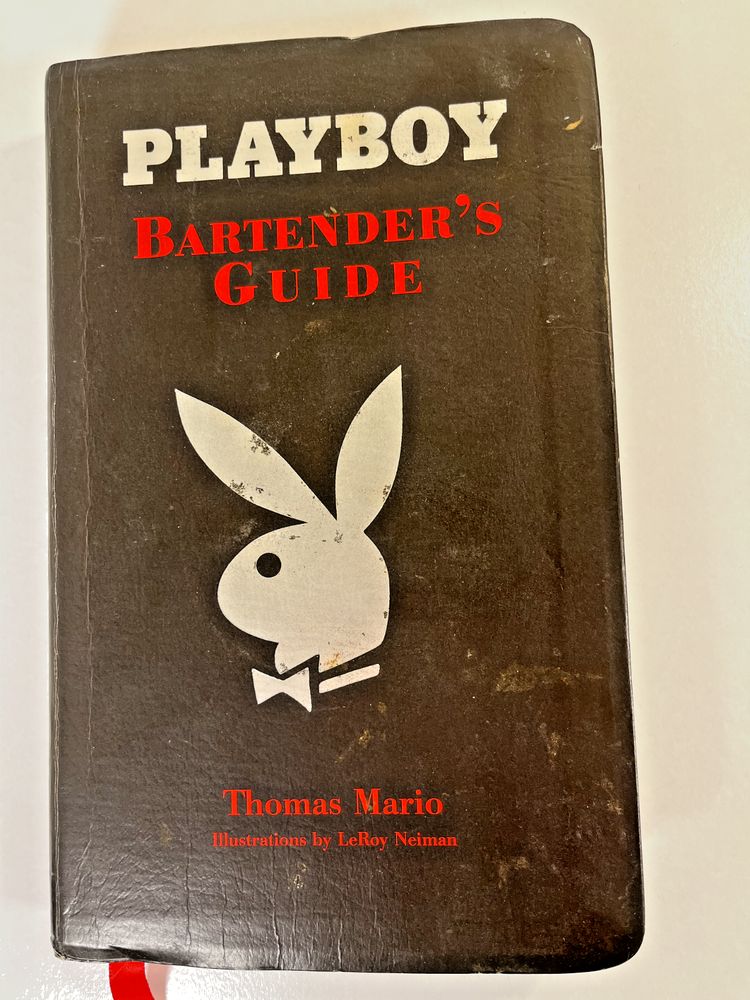 PLAYBOY
BARTENDER'S
GUIDE
Thomas Mario
Illustrations by LeRoy Neiman